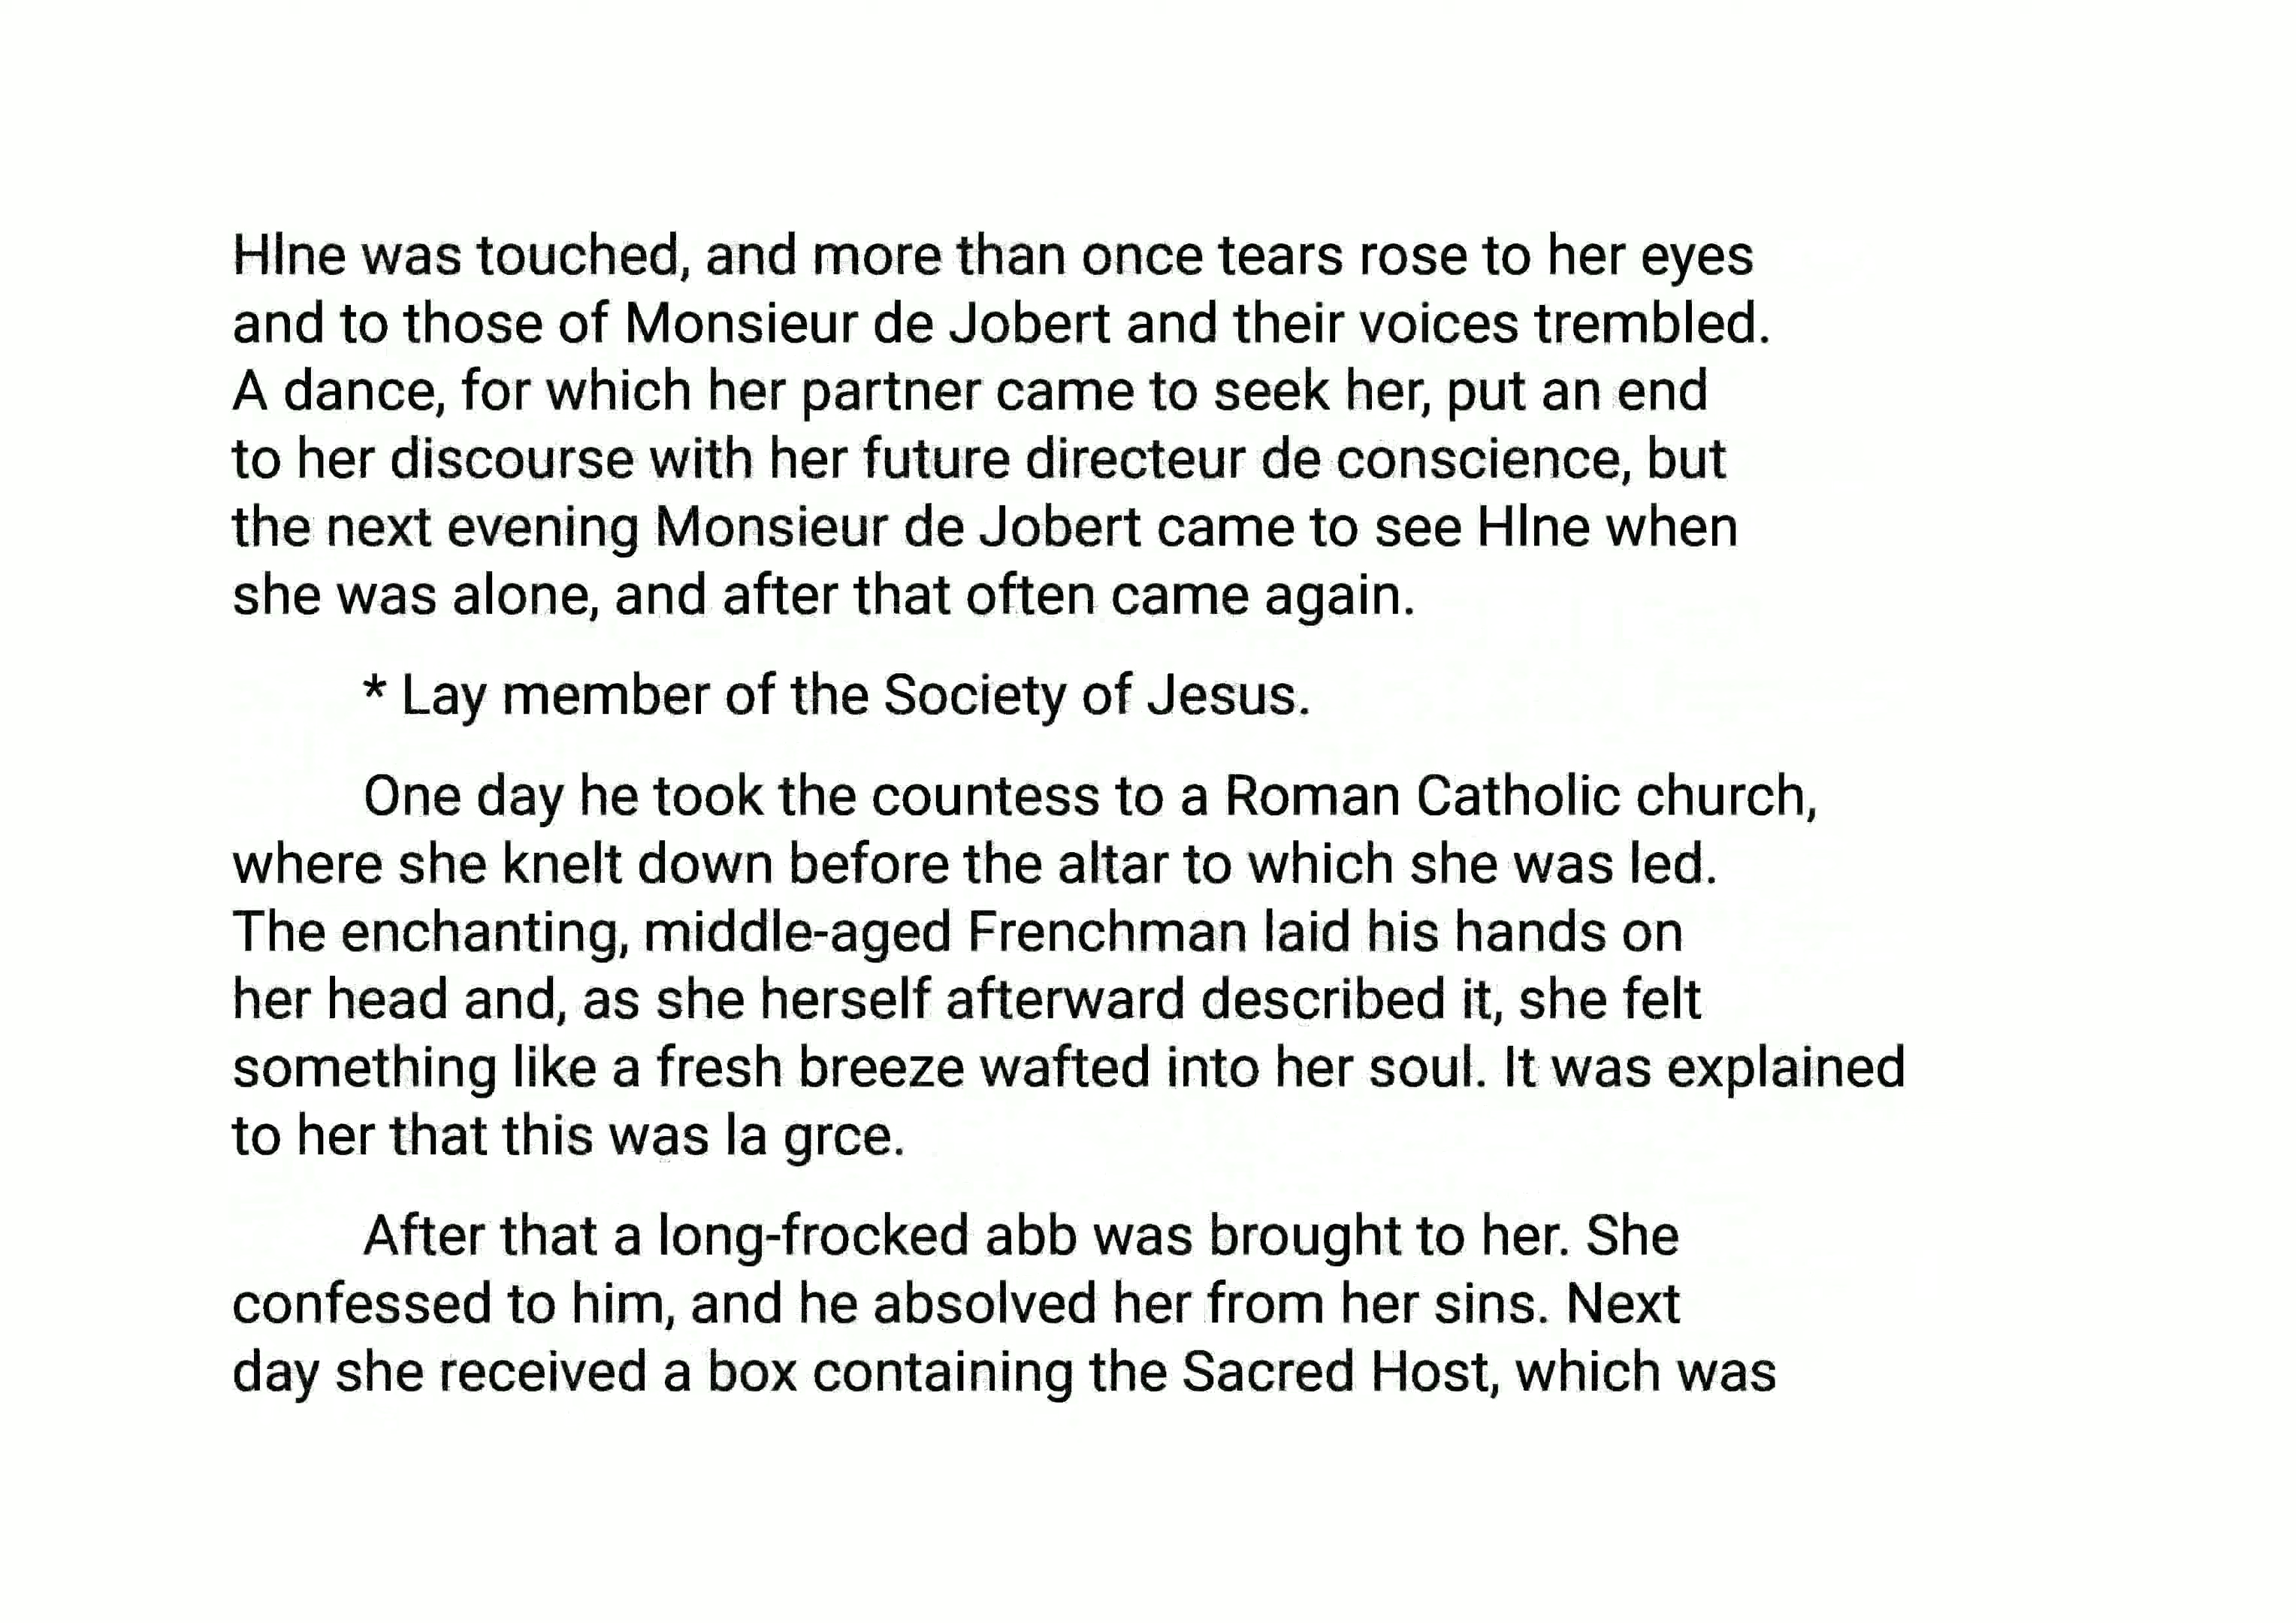 Hlne was touched, and more than once tears rose to her eyes
and to those of Monsieur de Jobert and their voices trembled.
A dance, for which her partner came to seek her, put an end
to her discourse with her future directeur de conscience, but
the next evening Monsieur de Jobert came to see Hlne when
she was alone, and after that often came again.
* Lay member of the Society of Jesus.
One day he took the countess to a Roman Catholic church,
where she knelt down before the altar to which she was led.
The enchanting, middle-aged Frenchman laid his hands on
her head and, as she herself afterward described it, she felt
something like a fresh breeze wafted into her soul. It was explained
to her that this was la grce.
After that a long-frocked abb was brought to her. She
confessed to him, and he absolved her from her sins. Next
day she received a box containing the Sacred Host, which was